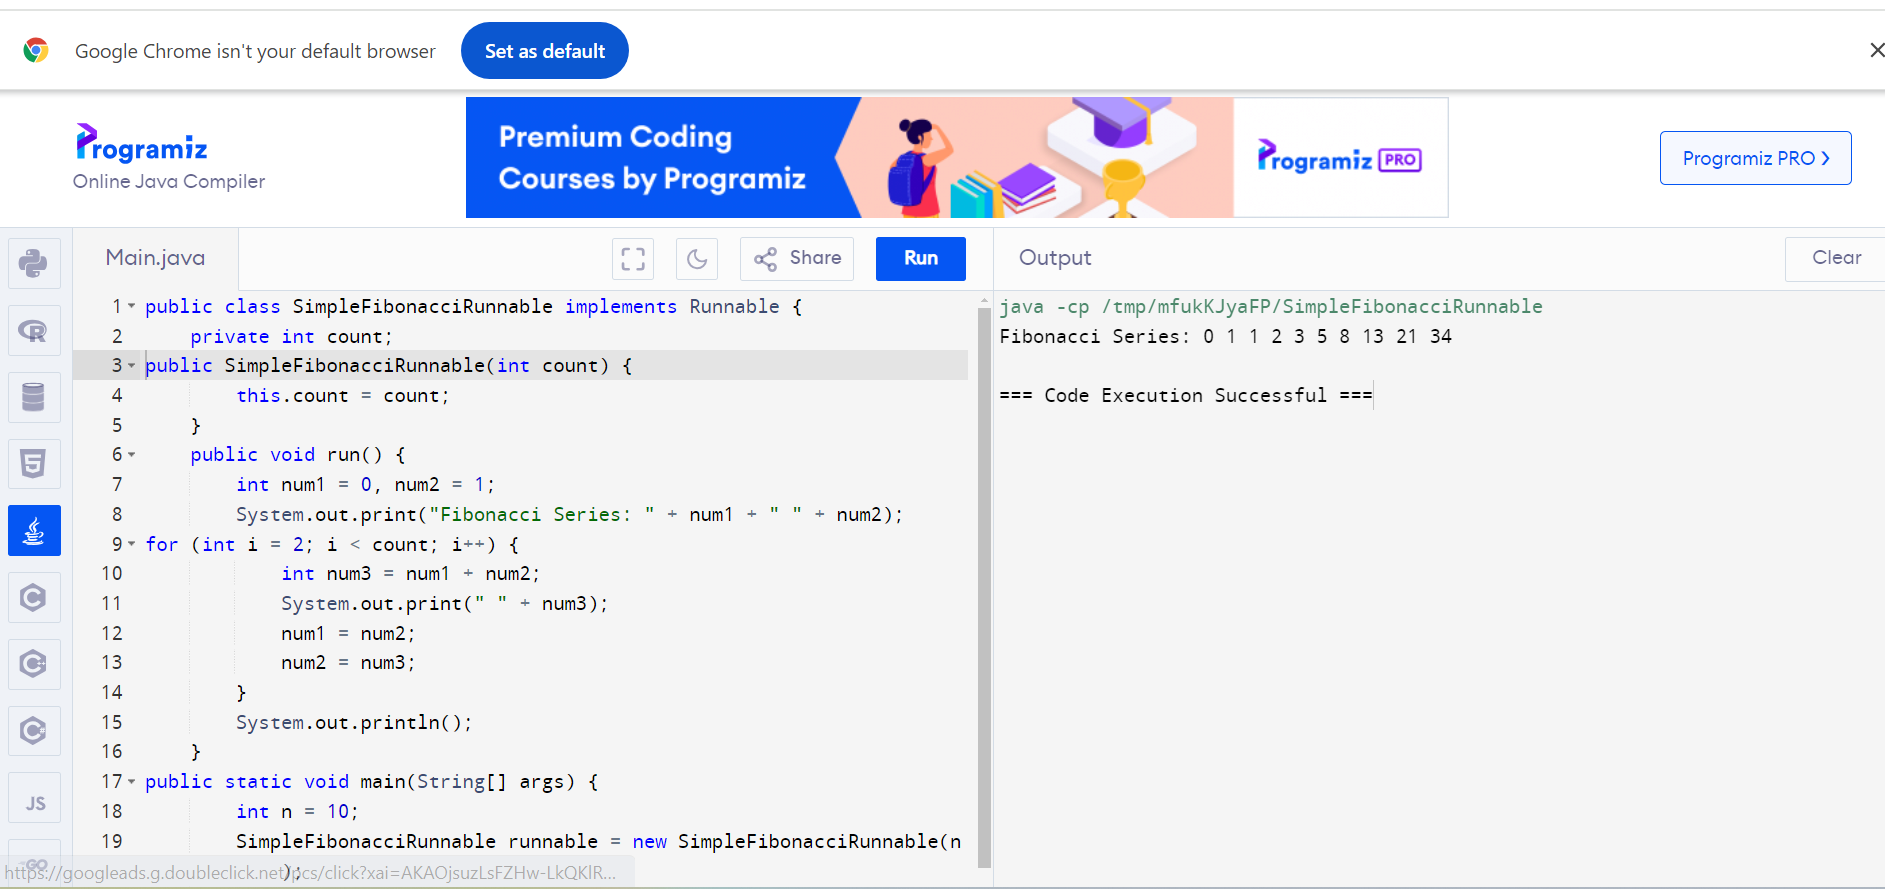 Google Chrome isn't your default browser
Set as default
Programiz
Online Java Compiler
Premium Coding
Courses by Programiz
Programiz PRO
Programiz PRO
Main.java
Share
Run
Output
Clear
1 public class SimpleFibonacciRunnable implements Runnable {
2     private int count;
3 public SimpleFibonacciRunnable(int count) {
4         this.count = count;
5     }
6     public void run() {
7         int num1 = 0, num2 = 1;
8         System.out.print("Fibonacci Series: " + num1 + " " + num2);
9 for (int i = 2; i < count; i++) {
10             int num3 = num1 + num2;
11             System.out.print(" " + num3);
12             num1 = num2;
13             num2 = num3;
14         }
15         System.out.println();
16     }
17 public static void main(String[] args) {
18         int n = 10;
19         SimpleFibonacciRunnable runnable = new SimpleFibonacciRunnable(n
);
java -cp /tmp/mfukKJyaFP/SimpleFibonacciRunnable
Fibonacci Series: 0 1 1 2 3 5 8 13 21 34
=== Code Execution Successful ===
JS
GO
https://googleads.g.doubleclick.net/pcs/click?xai=AKAOjsuzLsFZHw-LkQKlR...